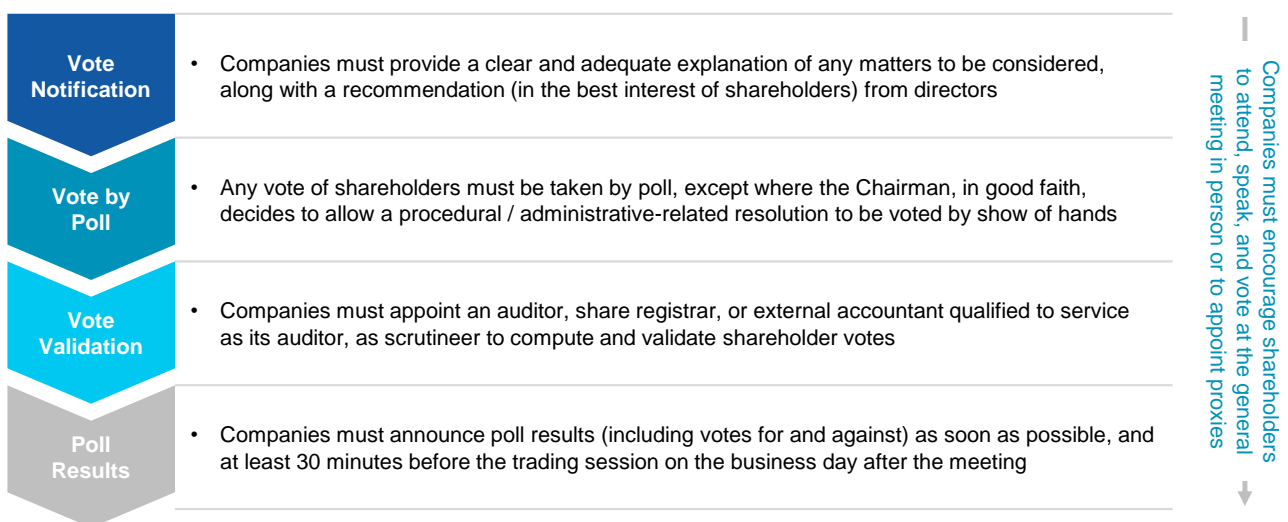 Vote
Notification
• Companies must provide a clear and adequate explanation of any matters to be considered,
along with a recommendation (in the best interest of shareholders) from directors
Vote by
Poll
• Any vote of shareholders must be taken by poll, except where the Chairman, in good faith,
decides to allow a procedural / administrative-related resolution to be voted by show of hands
Vote
Validation
• Companies must appoint an auditor, share registrar, or external accountant qualified to service
as its auditor, as scrutineer to compute and validate shareholder votes
Poll
Results
• Companies must announce poll results (including votes for and against) as soon as possible, and
at least 30 minutes before the trading session on the business day after the meeting
Companies must encourage shareholders
to attend, speak, and vote at the general
meeting in person or to appoint proxies